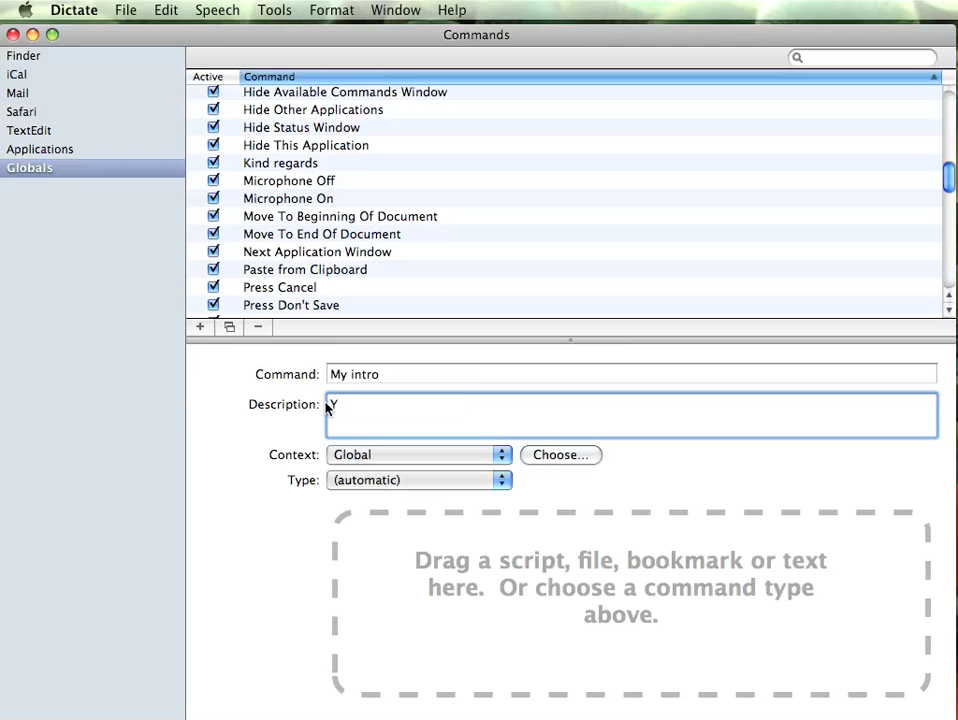 Dictate File Edit Speech Tools Format Window Help
Commands
Finder
iCal
Mail
Safari
TextEdit
Applications
Globals
Active Command
Hide Available Commands Window
Hide Other Applications
Hide Status Window
Hide This Application
Kind regards
Microphone Off
Microphone On
Move To Beginning Of Document
Move To End Of Document
Next Application Window
Paste from Clipboard
Press Cancel
Press Don't Save
Command: My intro
Description: Y
Context: Global Choose...
Type: (automatic)
Drag a script, file, bookmark or text
here. Or choose a command type
above.